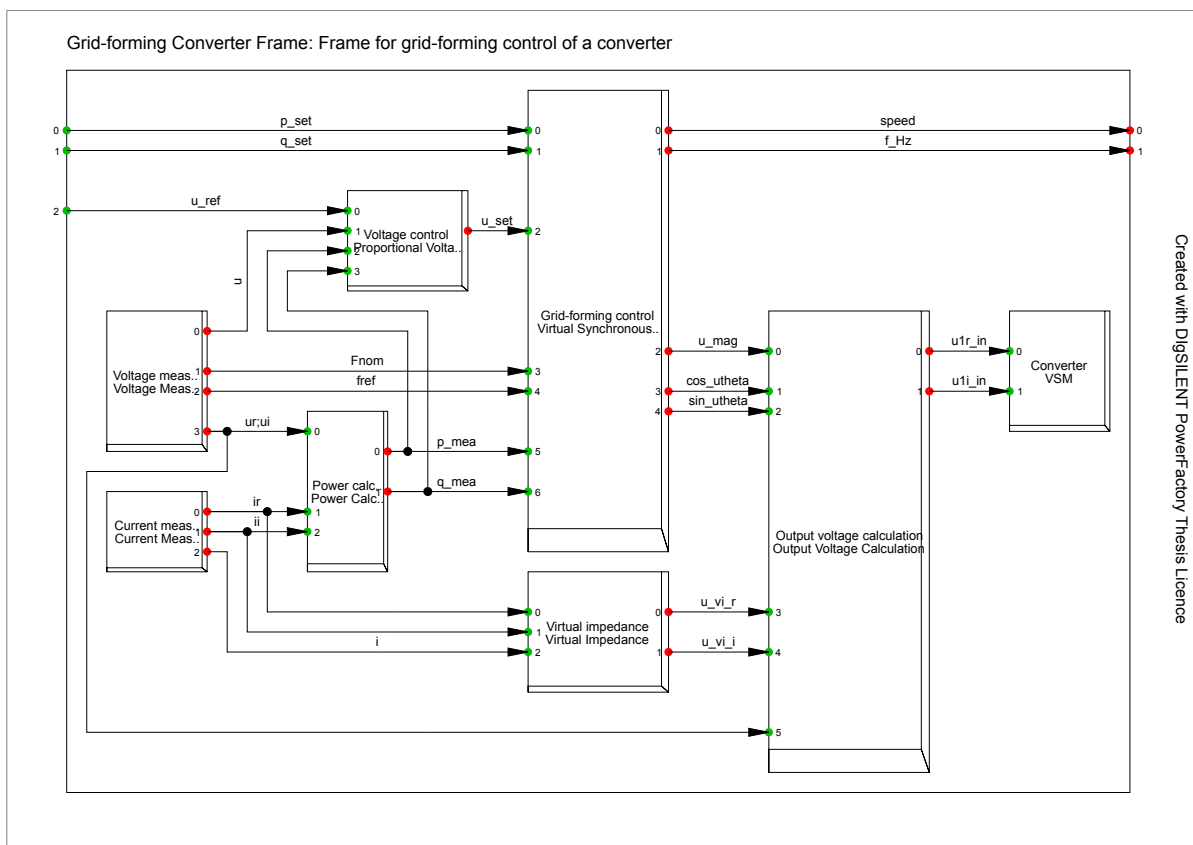 Grid-forming Converter Frame: Frame for grid-forming control of a converter
0
p_set
0
0
speed
0
1
q_set
1
1
f_Hz
1
2
u_ref
0
1
2
3
Voltage control
Proportional Volta..
u_set
2
u
Grid-forming control
Virtual Synchronous..
0
1
2
3
Voltage meas..
Voltage Meas..
Fnom
fref
3
4
2
3
4
u_mag
cos_utheta
sin_utheta
0
1
2
0
1
u1r_in
u1i_in
0
1
Converter
VSM
ur;ui
0
1
2
Power calc..
Power Calc..
0
1
p_mea
q_mea
5
6
Current meas..
Current Meas..
0
1
2
ir
ii
i
Output voltage calculation
Output Voltage Calculation
0
1
2
Virtual impedance
Virtual Impedance
0
1
u_vi_r
u_vi_i
3
4
5
Created with DIgSILENT PowerFactory Thesis Licence